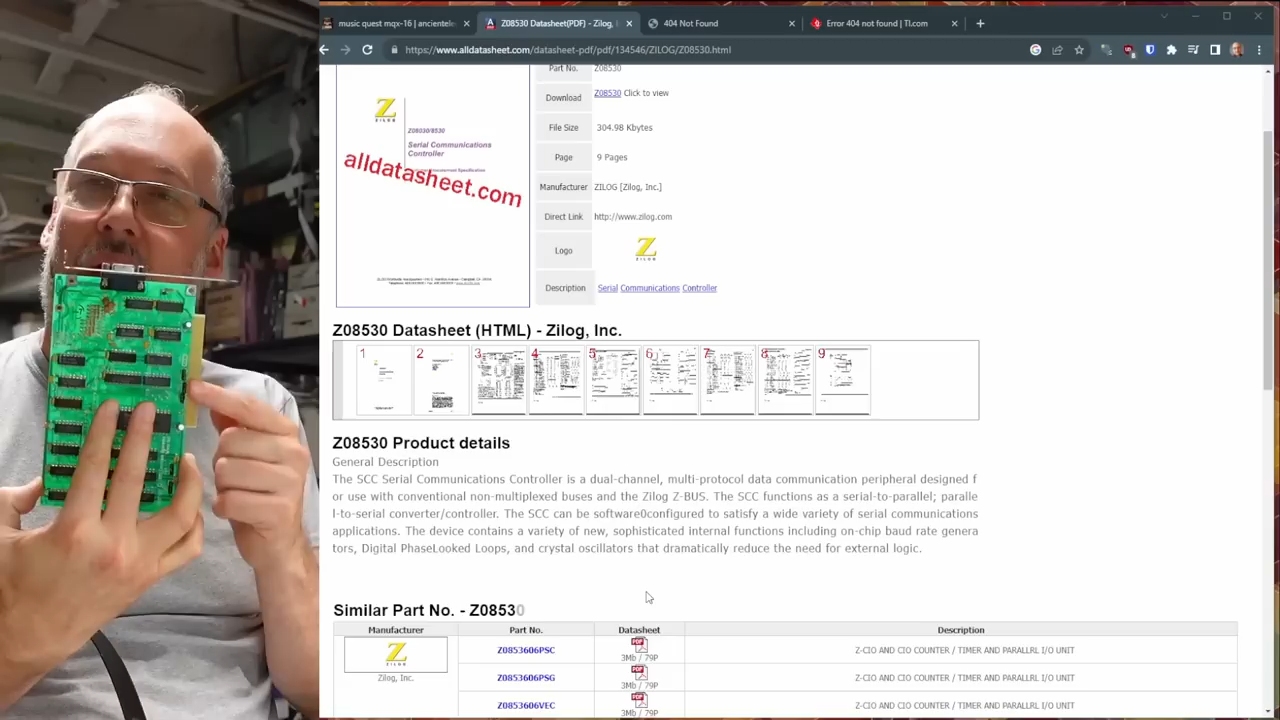 music quest mqx-16 | ancientele
Z08530 Datasheet(PDF) - Zilog, I
404 Not Found
Error 404 not found | TI.com
https://www.alldatasheet.com/datasheet-pdf/pdf/134546/ZILOG/Z08530.html
Z
ZILOG
Z08030/8530
Serial Communications
Controller
alldatasheet.com
Part No. Z08530
Download Z08530 Click to view
File Size 304.98 Kbytes
Page 9 Pages
Manufacturer ZILOG [Zilog, Inc.]
Direct Link http://www.zilog.com
Logo
Z
ZiLOG
Description Serial Communications Controller
Z08530 Datasheet (HTML) - Zilog, Inc.
1 2 3 4 5 6 7 8 9
Z08530 Product details
General Description
The SCC Serial Communications Controller is a dual-channel, multi-protocol data communication peripheral designed f
or use with conventional non-multiplexed buses and the Zilog Z-BUS. The SCC functions as a serial-to-parallel; paralle
l-to-serial converter/controller. The SCC can be software0configured to satisfy a wide variety of serial communications
applications. The device contains a variety of new, sophisticated internal functions including on-chip baud rate genera
tors, Digital PhaseLooked Loops, and crystal oscillators that dramatically reduce the need for external logic.
Similar Part No. - Z08530
Manufacturer Part No. Datasheet Description
Z
ZiLOG
Zilog, Inc.
Z0853606PSC PDF 3Mb / 79P Z-CIO AND CIO COUNTER / TIMER AND PARALLRL I/O UNIT
Z0853606PSG PDF 3Mb / 79P Z-CIO AND CIO COUNTER / TIMER AND PARALLRL I/O UNIT
Z0853606VEC PDF 3Mb / 79P Z-CIO AND CIO COUNTER / TIMER AND PARALLRL I/O UNIT